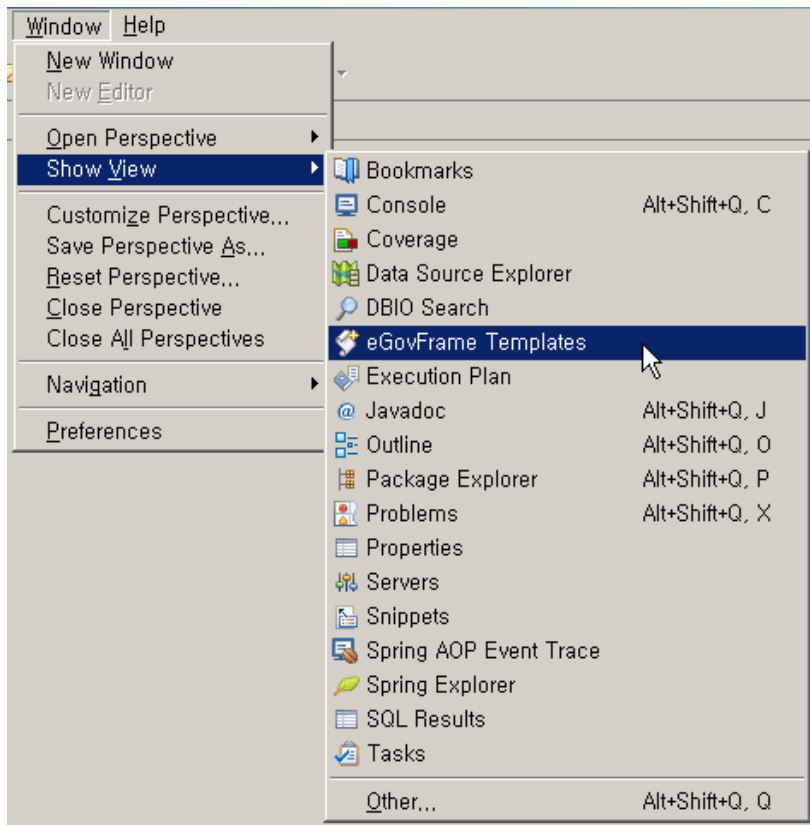 Window Help
New Window
New Editor
Open Perspective
Show View
Customize Perspective...
Save Perspective As...
Reset Perspective...
Close Perspective
Close All Perspectives
Navigation
Preferences
Bookmarks
Console Alt+Shift+Q, C
Coverage
Data Source Explorer
DBIO Search
eGovFrame Templates
Execution Plan
Javadoc Alt+Shift+Q, J
Outline Alt+Shift+Q, O
Package Explorer Alt+Shift+Q, P
Problems Alt+Shift+Q, X
Properties
Servers
Snippets
Spring AOP Event Trace
Spring Explorer
SQL Results
Tasks
Other... Alt+Shift+Q, Q